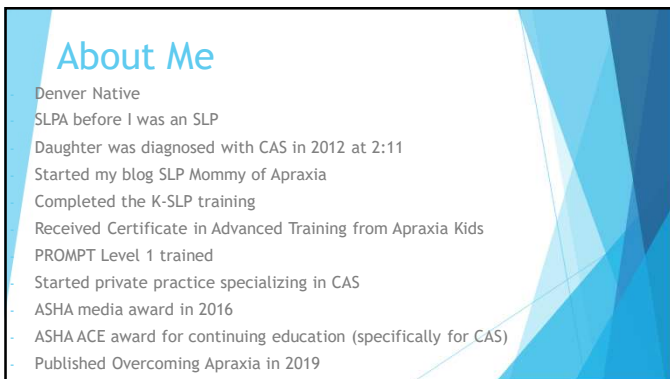 About Me
- Denver Native
- SLPA before I was an SLP
- Daughter was diagnosed with CAS in 2012 at 2:11
- Started my blog SLP Mommy of Apraxia
- Completed the K-SLP training
- Received Certificate in Advanced Training from Apraxia Kids
- PROMPT Level 1 trained
- Started private practice specializing in CAS
- ASHA media award in 2016
- ASHA ACE award for continuing education (specifically for CAS)
- Published Overcoming Apraxia in 2019